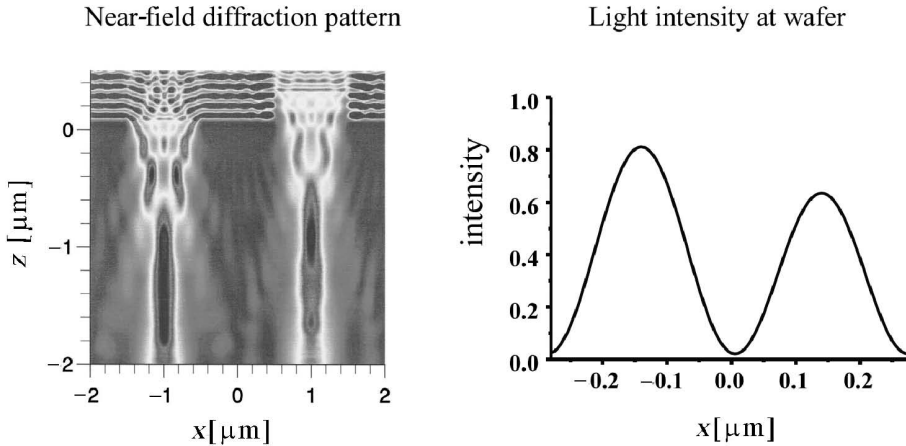 Near-field diffraction pattern
0
−1
−2
z [μm]
−2 −1 0 1 2
x[μm]
Light intensity at wafer
1.0
0.8
0.6
0.4
0.2
0.0
intensity
−0.2 −0.1 0.0 0.1 0.2
x[μm]